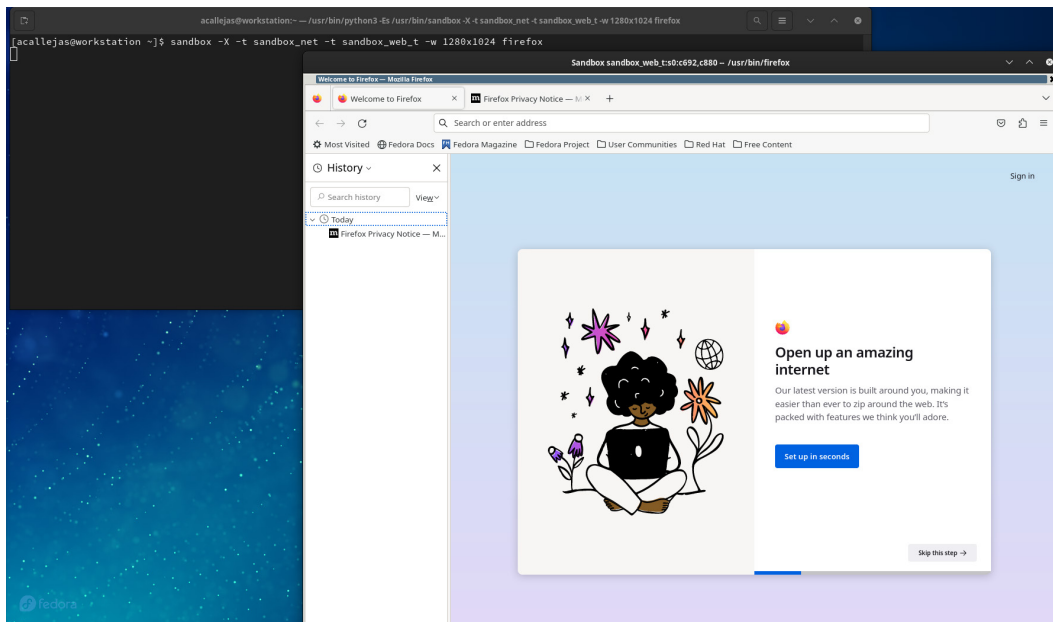 acallejas@workstation:~ — /usr/bin/python3 -Es /usr/bin/sandbox -X -t sandbox_net -t sandbox_web_t -w 1280x1024 firefox
[acallejas@workstation ~]$ sandbox -X -t sandbox_net -t sandbox_web_t -w 1280x1024 firefox
Sandbox sandbox_web_t:s0:c692,c880 -- /usr/bin/firefox
Welcome to Firefox — Mozilla Firefox
Welcome to Firefox
Firefox Privacy Notice — M
Search or enter address
Most Visited Fedora Docs Fedora Magazine Fedora Project User Communities Red Hat Free Content
History
Search history View
Today
Firefox Privacy Notice — M...
Sign in
Open up an amazing
internet
Our latest version is built around you, making it
easier than ever to zip around the web. It's
packed with features we think you'll adore.
Set up in seconds
Skip this step →
fedora